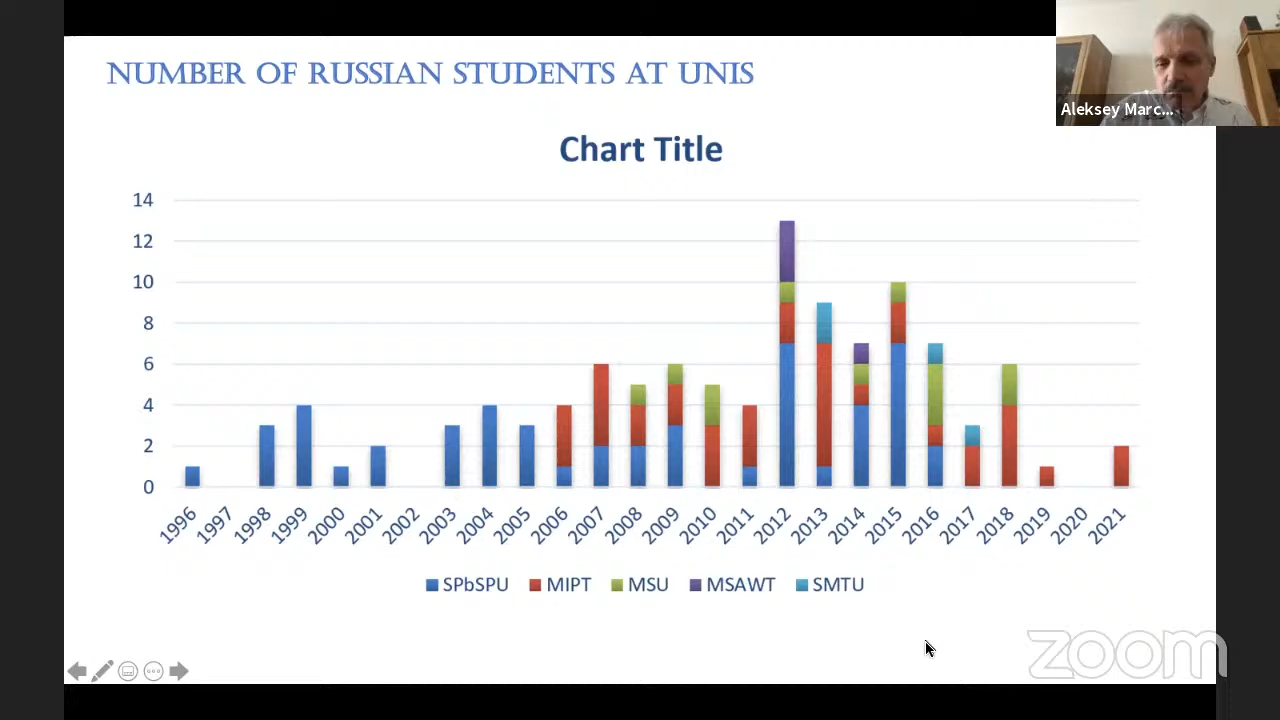 NUMBER OF RUSSIAN STUDENTS AT UNIS
Aleksey Marc...
Chart Title
14
12
10
8
6
4
2
0
1996 1997 1998 1999 2000 2001 2002 2003 2004 2005 2006 2007 2008 2009 2010 2011 2012 2013 2014 2015 2016 2017 2018 2019 2020 2021
SPbSPU MIPT MSU MSAWT SMTU
zoom